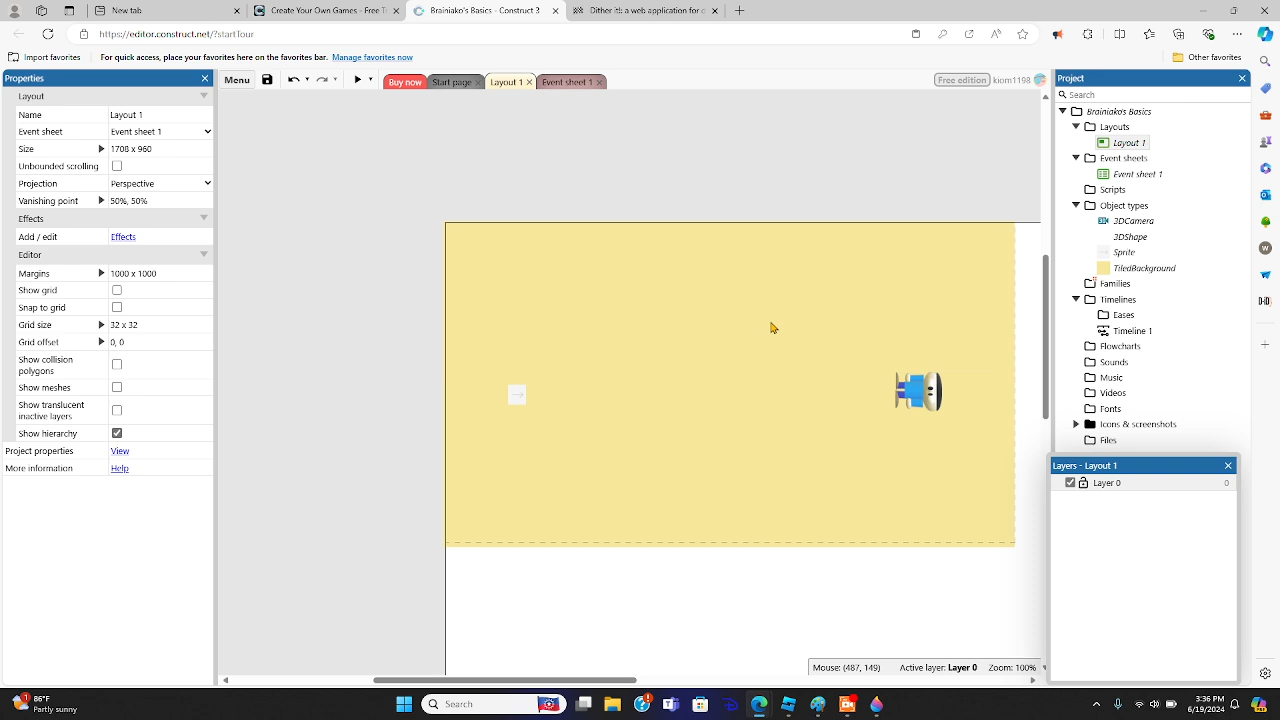 New tab
Create Your Own Games - Free T
Brainiako's Basics - Construct 3
Dither it!: a web application for d
https://editor.construct.net/?startTour
Import favorites
For quick access, place your favorites here on the favorites bar. Manage favorites now
Other favorites
Properties
Menu
Buy now
Start page
Layout 1
Event sheet 1
Free edition
kiom1198
Project
Layout
Search
Name Layout 1
Brainiako's Basics
Event sheet Event sheet 1
Layouts
Size 1708 x 960
Layout 1
Unbounded scrolling
Event sheets
Projection Perspective
Event sheet 1
Vanishing point 50%, 50%
Scripts
Effects
Object types
Add / edit Effects
3DCamera
Editor
3DShape
Margins 1000 x 1000
Sprite
Show grid
TiledBackground
Snap to grid
Families
Grid size 32 x 32
Timelines
Grid offset 0, 0
Eases
Show collision polygons
Timeline 1
Show meshes
Flowcharts
Show translucent inactive layers
Sounds
Show hierarchy
Music
Project properties View
Videos
More information Help
Fonts
Icons & screenshots
Files
Layers - Layout 1
Layer 0
0
Mouse: (487, 149)
Active layer: Layer 0
Zoom: 100%
1
86°F
Partly sunny
Search
3:36 PM
6/19/2024